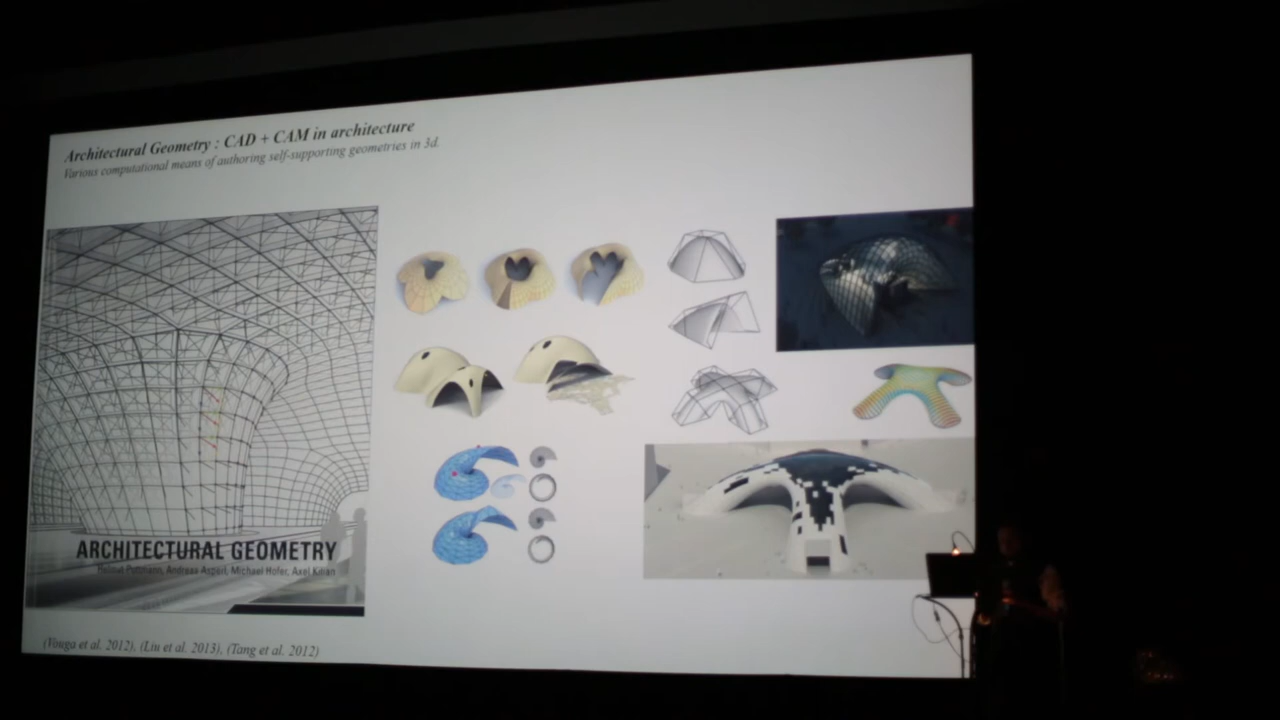 Architectural Geometry : CAD + CAM in architecture
Various computational means of authoring self-supporting geometries in 3d.
ARCHITECTURAL GEOMETRY
Helmut Pottmann, Andreas Asperl, Michael Hofer, Axel Kilian
(Vouga et al. 2012), (Liu et al. 2013), (Tang et al. 2012)